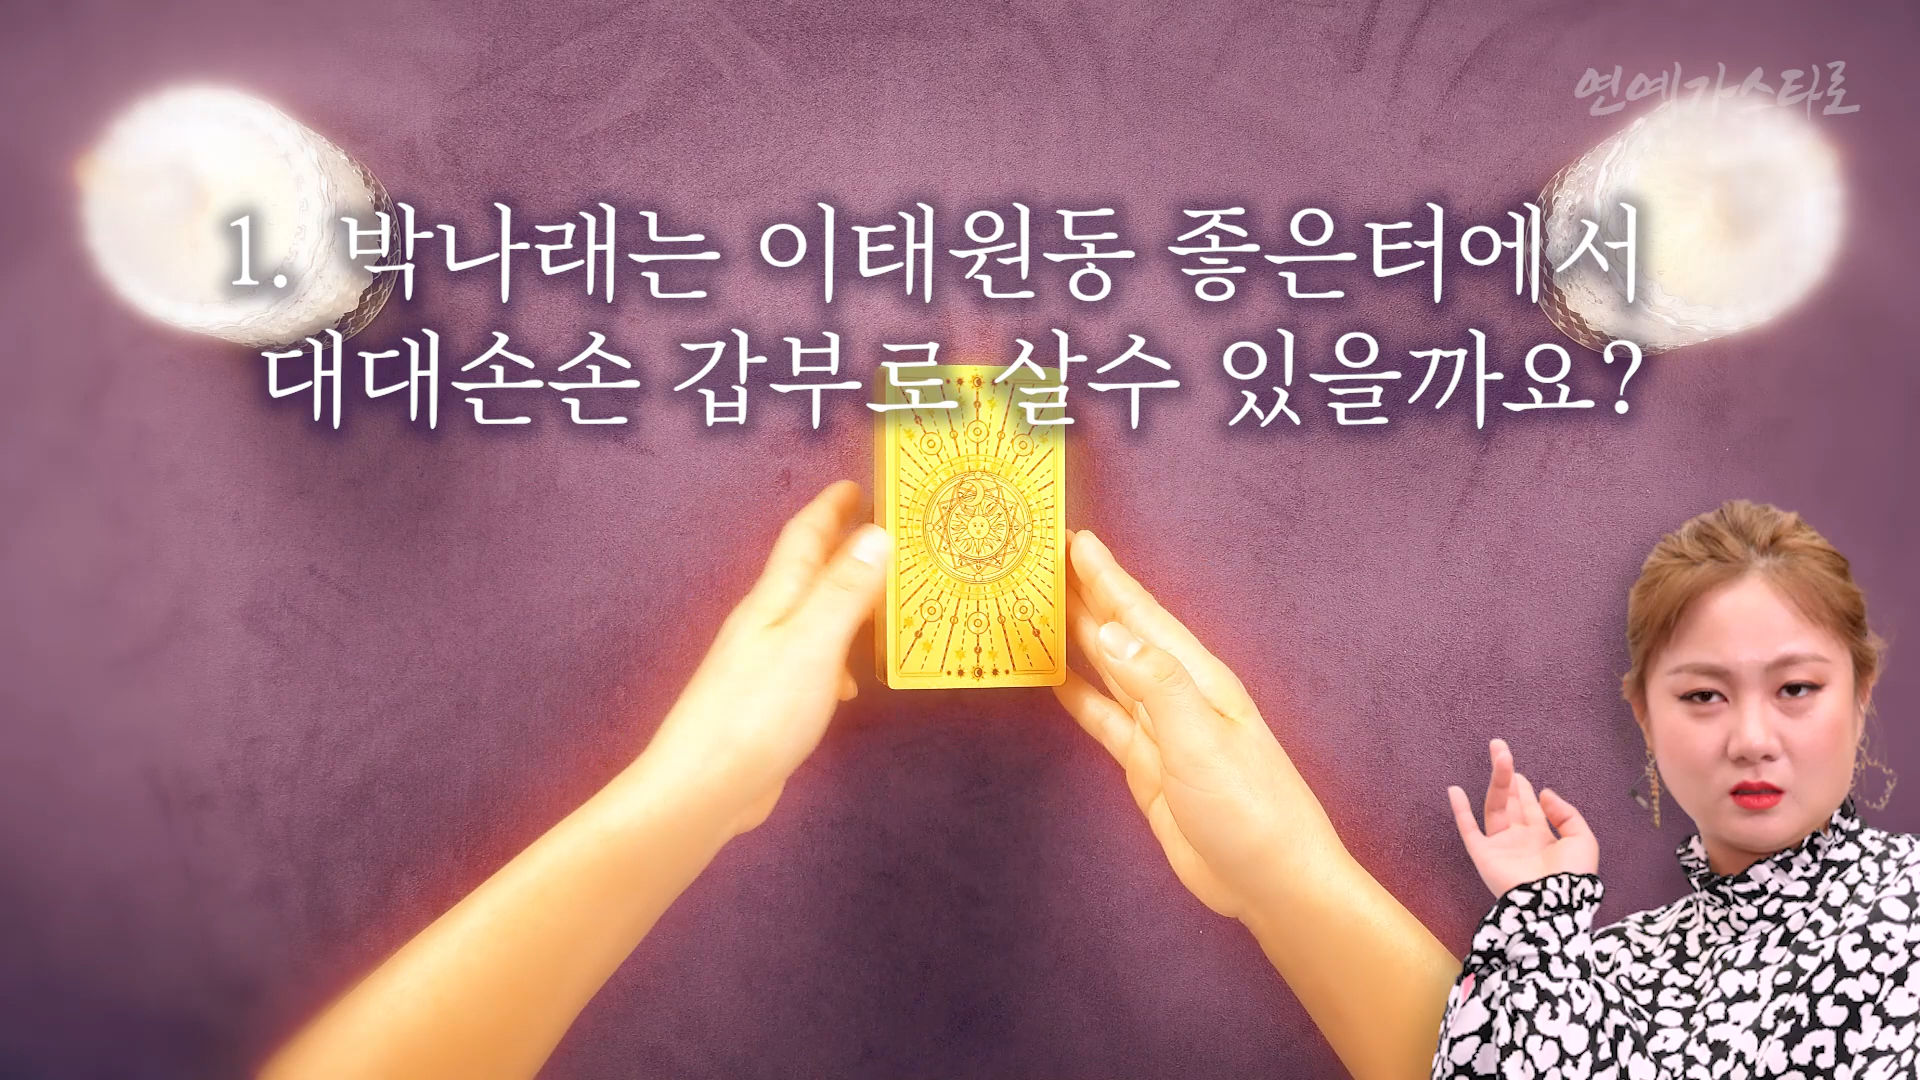 연예가스타로
1. 박나래는 이태원동 좋은터에서
대대손손 갑부로 살수 있을까요?